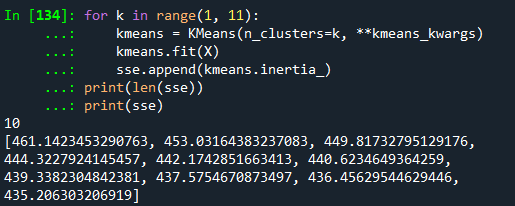 In [134]: for k in range(1, 11):
     ...:     kmeans = KMeans(n_clusters=k, **kmeans_kwargs)
     ...:     kmeans.fit(X)
     ...:     sse.append(kmeans.inertia_)
     ...: print(len(sse))
     ...: print(sse)
10
[461.1423453290763, 453.03164383237083, 449.81732795129176,
444.3227924145457, 442.1742851663413, 440.6234649364259,
439.3382304842381, 437.5754670873497, 436.45629544629446,
435.206303206919]